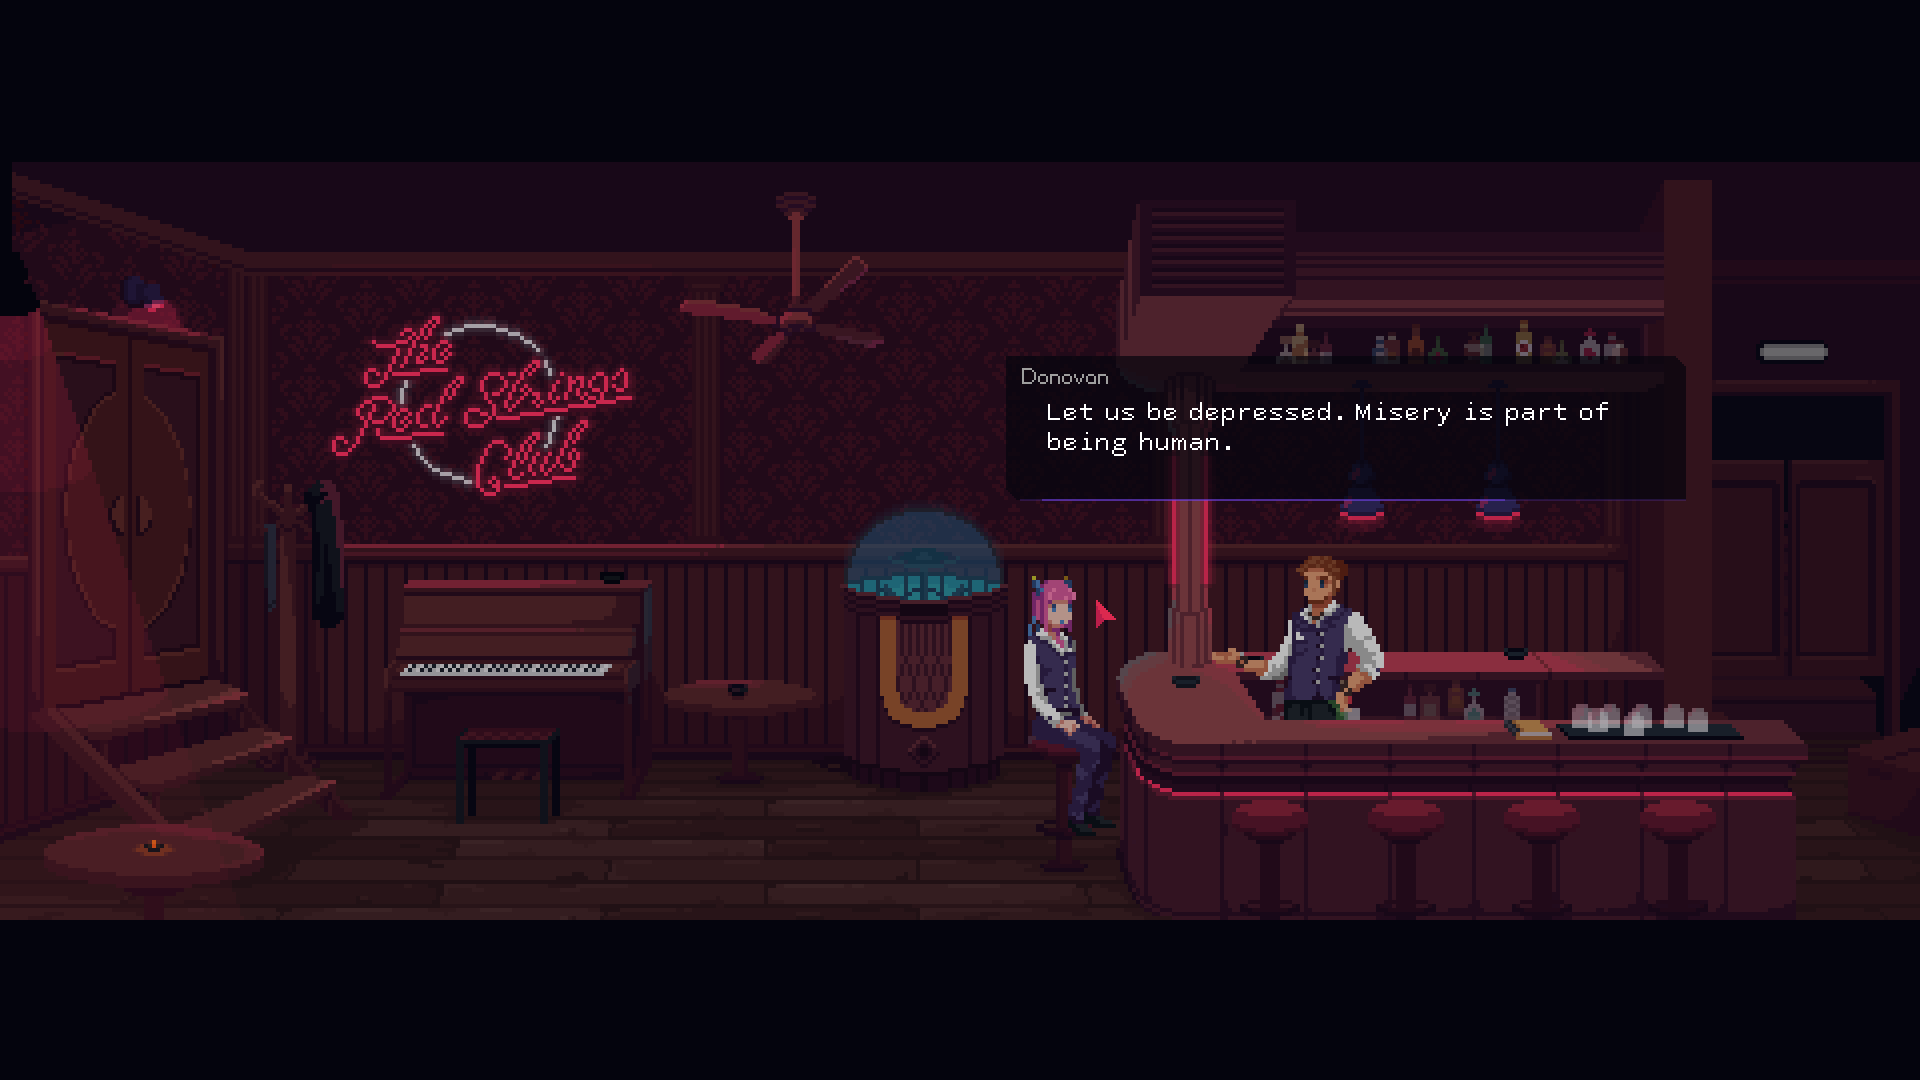 The
Red Strings
Club
Donovan
Let us be depressed. Misery is part of
being human.